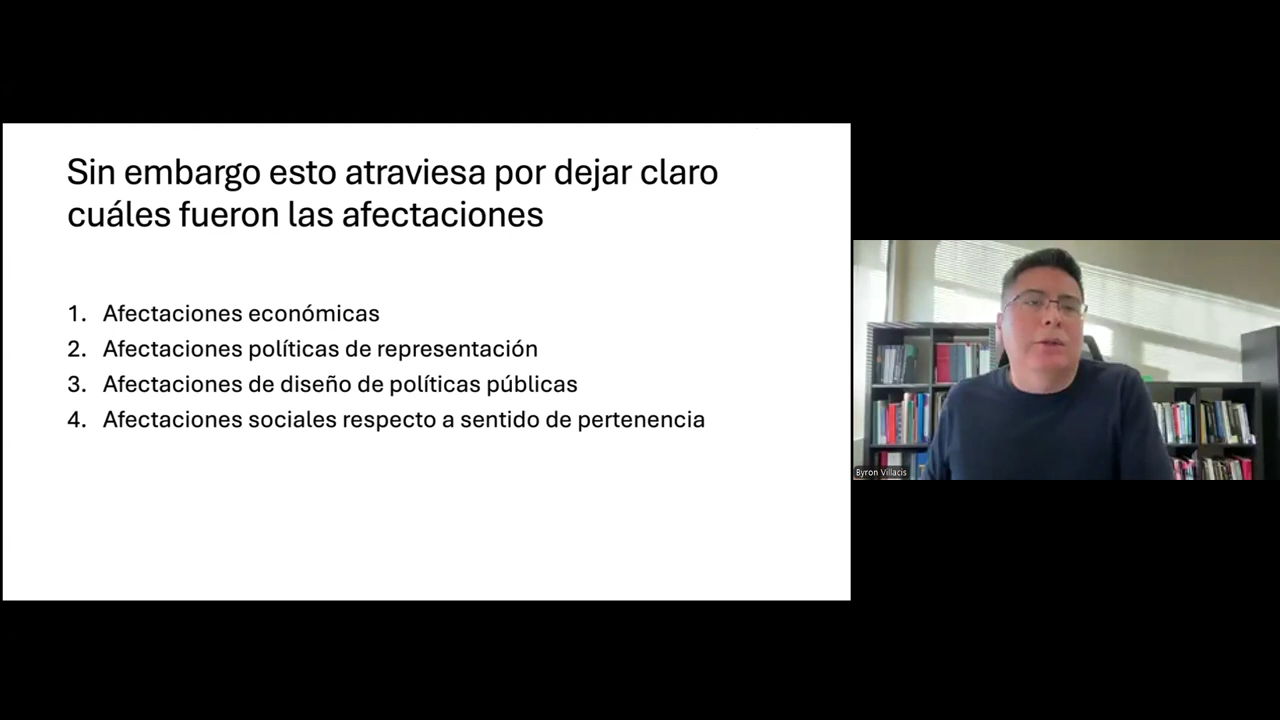 Sin embargo esto atraviesa por dejar claro
cuáles fueron las afectaciones
1. Afectaciones económicas
2. Afectaciones políticas de representación
3. Afectaciones de diseño de políticas públicas
4. Afectaciones sociales respecto a sentido de pertenencia
Byron Villacis